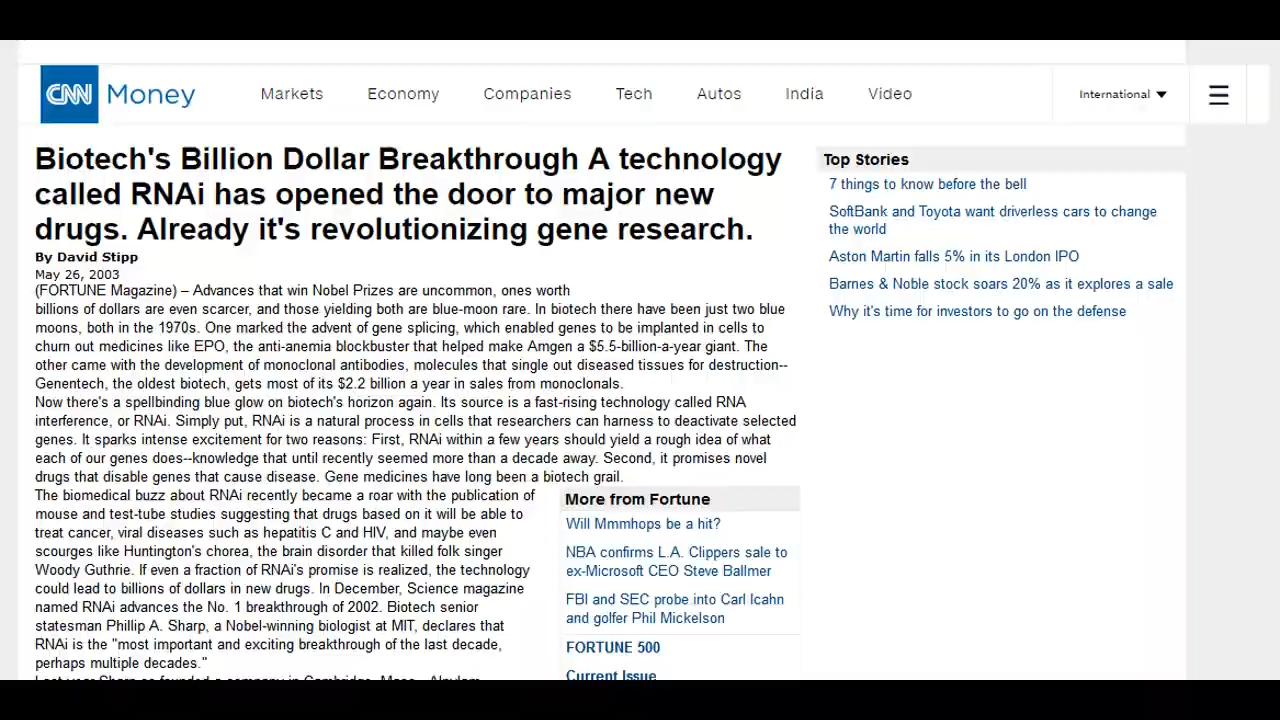 CNN Money
Markets
Economy
Companies
Tech
Autos
India
Video
International
Biotech's Billion Dollar Breakthrough A technology
called RNAi has opened the door to major new
drugs. Already it's revolutionizing gene research.
By David Stipp
May 26, 2003
(FORTUNE Magazine) – Advances that win Nobel Prizes are uncommon, ones worth
billions of dollars are even scarcer, and those yielding both are blue-moon rare. In biotech there have been just two blue
moons, both in the 1970s. One marked the advent of gene splicing, which enabled genes to be implanted in cells to
churn out medicines like EPO, the anti-anemia blockbuster that helped make Amgen a $5.5-billion-a-year giant. The
other came with the development of monoclonal antibodies, molecules that single out diseased tissues for destruction--
Genentech, the oldest biotech, gets most of its $2.2 billion a year in sales from monoclonals.
Now there's a spellbinding blue glow on biotech's horizon again. Its source is a fast-rising technology called RNA
interference, or RNAi. Simply put, RNAi is a natural process in cells that researchers can harness to deactivate selected
genes. It sparks intense excitement for two reasons: First, RNAi within a few years should yield a rough idea of what
each of our genes does--knowledge that until recently seemed more than a decade away. Second, it promises novel
drugs that disable genes that cause disease. Gene medicines have long been a biotech grail.
The biomedical buzz about RNAi recently became a roar with the publication of
mouse and test-tube studies suggesting that drugs based on it will be able to
treat cancer, viral diseases such as hepatitis C and HIV, and maybe even
scourges like Huntington's chorea, the brain disorder that killed folk singer
Woody Guthrie. If even a fraction of RNAi's promise is realized, the technology
could lead to billions of dollars in new drugs. In December, Science magazine
named RNAi advances the No. 1 breakthrough of 2002. Biotech senior
statesman Phillip A. Sharp, a Nobel-winning biologist at MIT, declares that
RNAi is the "most important and exciting breakthrough of the last decade,
perhaps multiple decades."
Last year Sharp co-founded a company in Cambridge, Mass., Alnylam
More from Fortune
Will Mmmhops be a hit?
NBA confirms L.A. Clippers sale to
ex-Microsoft CEO Steve Ballmer
FBI and SEC probe into Carl Icahn
and golfer Phil Mickelson
FORTUNE 500
Current Issue
Top Stories
7 things to know before the bell
SoftBank and Toyota want driverless cars to change
the world
Aston Martin falls 5% in its London IPO
Barnes & Noble stock soars 20% as it explores a sale
Why it's time for investors to go on the defense